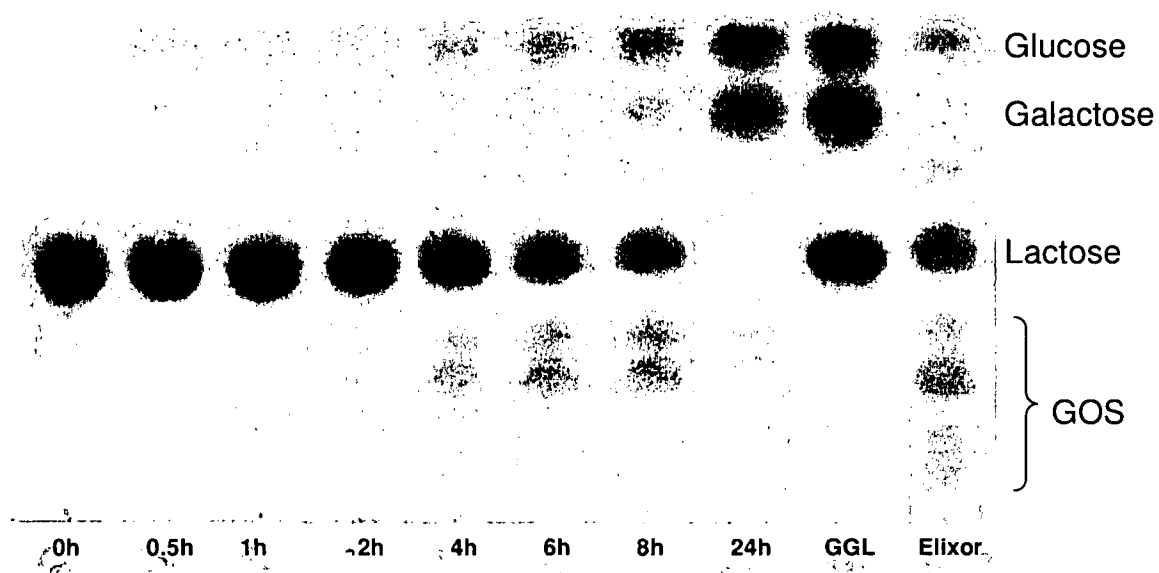 Glucose
Galactose
Lactose
GOS
0h 0.5h 1h 2h 4h 6h 8h 24h GGL Elixor